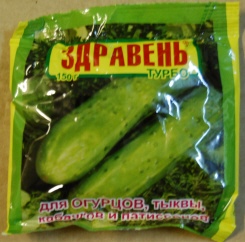 ЗДРАВЕНЬ
150г ТУРБО
ДЛЯ ОГУРЦОВ, ТЫКВЫ,
кабачков и патиссонов